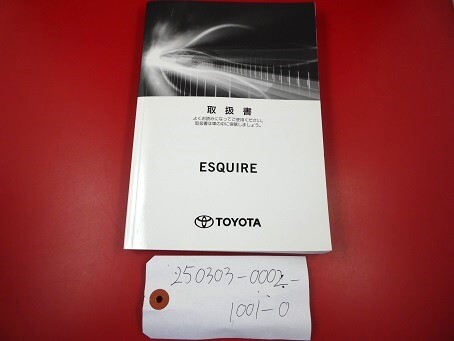 取扱書
よくお読みになってご使用ください。
取扱書は車の中に保管しましょう。
ESQUIRE
TOYOTA
250303-0002-
1001-0